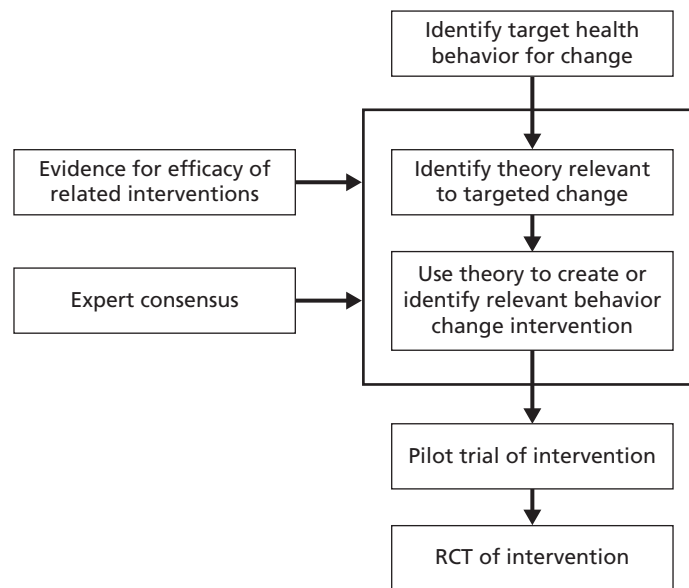 Identify target health
behavior for change
Evidence for efficacy of
related interventions
Identify theory relevant
to targeted change
Expert consensus
Use theory to create or
identify relevant behavior
change intervention
Pilot trial of intervention
RCT of intervention